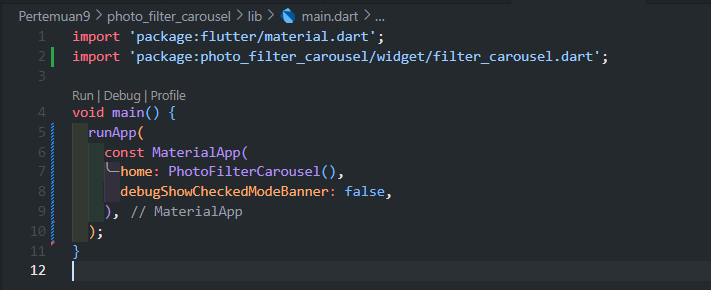 Pertemuan9 > photo_filter_carousel > lib > main.dart > ...
1 import 'package:flutter/material.dart';
2 import 'package:photo_filter_carousel/widget/filter_carousel.dart';
3
Run | Debug | Profile
4 void main() {
5   runApp(
6     const MaterialApp(
7       home: PhotoFilterCarousel(),
8       debugShowCheckedModeBanner: false,
9     ), // MaterialApp
10   );
11 }
12